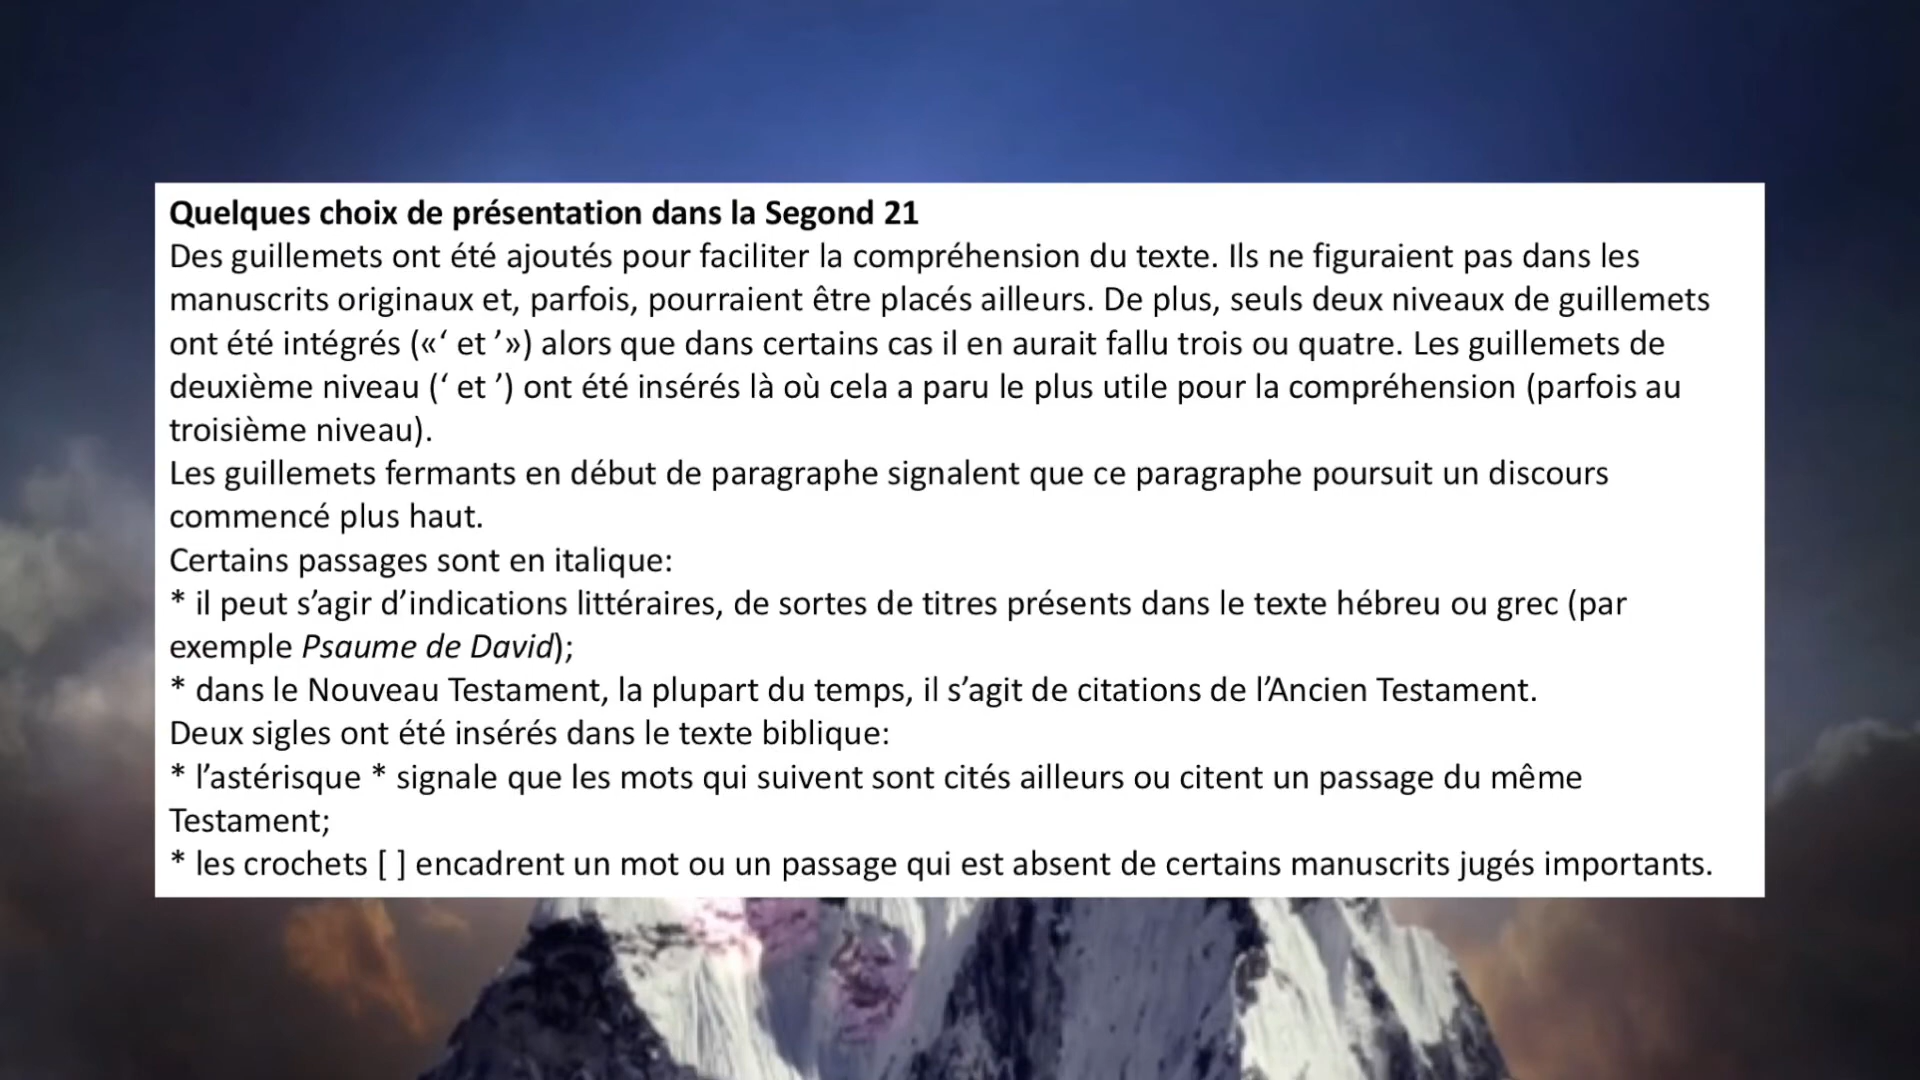 Quelques choix de présentation dans la Segond 21
Des guillemets ont été ajoutés pour faciliter la compréhension du texte. Ils ne figuraient pas dans les
manuscrits originaux et, parfois, pourraient être placés ailleurs. De plus, seuls deux niveaux de guillemets
ont été intégrés («‘ et ’») alors que dans certains cas il en aurait fallu trois ou quatre. Les guillemets de
deuxième niveau (‘ et ’) ont été insérés là où cela a paru le plus utile pour la compréhension (parfois au
troisième niveau).
Les guillemets fermants en début de paragraphe signalent que ce paragraphe poursuit un discours
commencé plus haut.
Certains passages sont en italique:
* il peut s’agir d’indications littéraires, de sortes de titres présents dans le texte hébreu ou grec (par
exemple Psaume de David);
* dans le Nouveau Testament, la plupart du temps, il s’agit de citations de l’Ancien Testament.
Deux sigles ont été insérés dans le texte biblique:
* l’astérisque * signale que les mots qui suivent sont cités ailleurs ou citent un passage du même
Testament;
* les crochets [ ] encadrent un mot ou un passage qui est absent de certains manuscrits jugés importants.